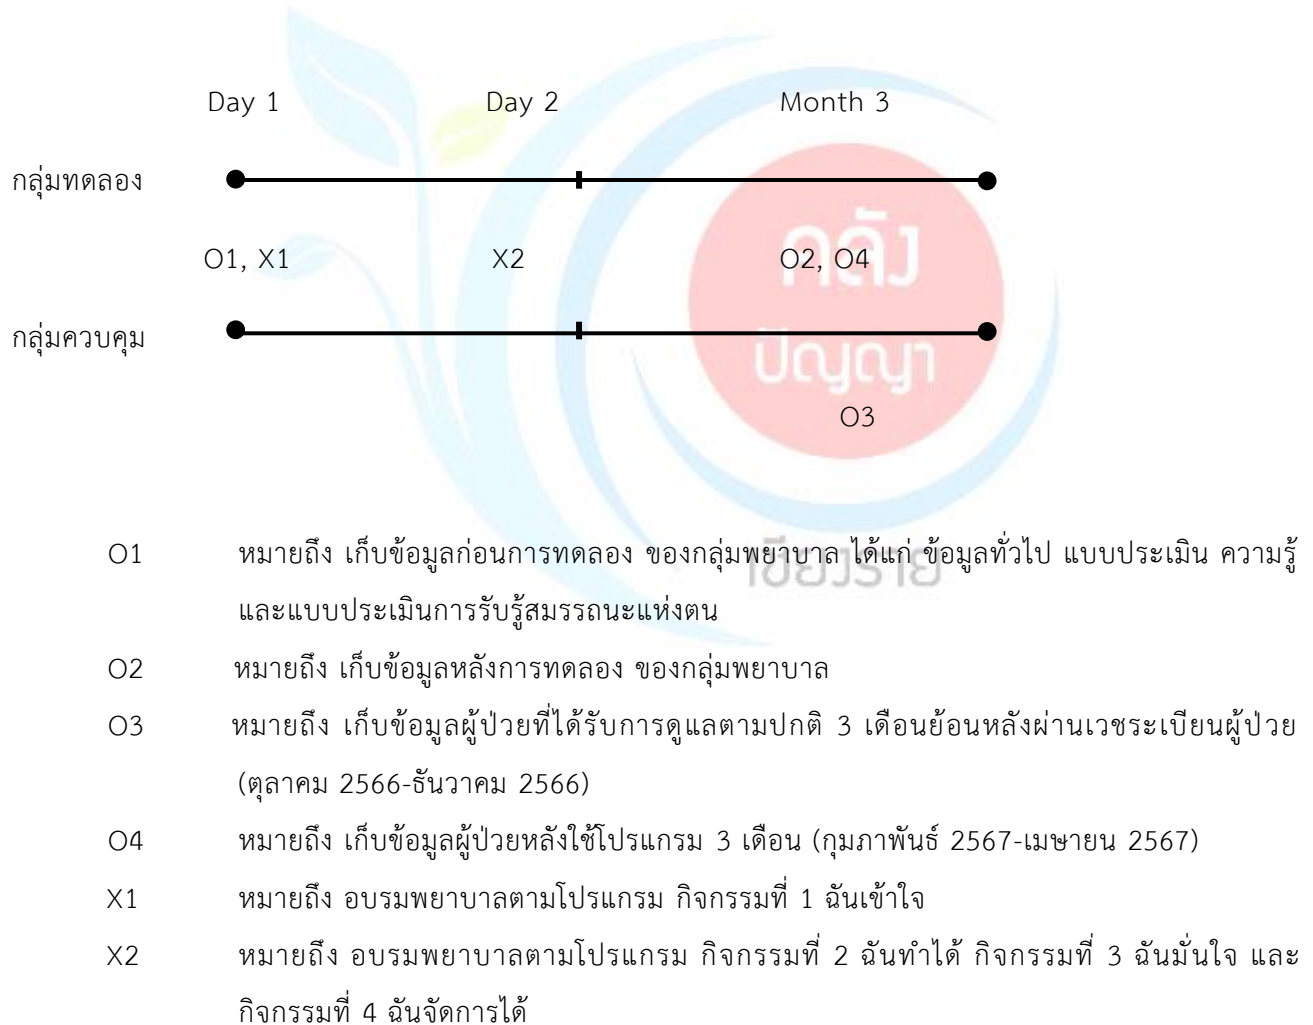 Day 1 Day 2 Month 3
กลุ่มทดลอง
คลัง
O1, X1 X2 O2, O4
กลุ่มควบคุม
ปัญญา
O3
O1 หมายถึง เก็บข้อมูลก่อนการทดลอง ของกลุ่มพยาบาล ได้แก่ ข้อมูลทั่วไป แบบประเมิน ความรู้
เชียงราย
และแบบประเมินการรับรู้สมรรถนะแห่งตน
O2 หมายถึง เก็บข้อมูลหลังการทดลอง ของกลุ่มพยาบาล
O3 หมายถึง เก็บข้อมูลผู้ป่วยที่ได้รับการดูแลตามปกติ 3 เดือนย้อนหลังผ่านเวชระเบียนผู้ป่วย
(ตุลาคม 2566-ธันวาคม 2566)
O4 หมายถึง เก็บข้อมูลผู้ป่วยหลังใช้โปรแกรม 3 เดือน (กุมภาพันธ์ 2567-เมษายน 2567)
X1 หมายถึง อบรมพยาบาลตามโปรแกรม กิจกรรมที่ 1 ฉันเข้าใจ
X2 หมายถึง อบรมพยาบาลตามโปรแกรม กิจกรรมที่ 2 ฉันทำได้ กิจกรรมที่ 3 ฉันมั่นใจ และ
กิจกรรมที่ 4 ฉันจัดการได้